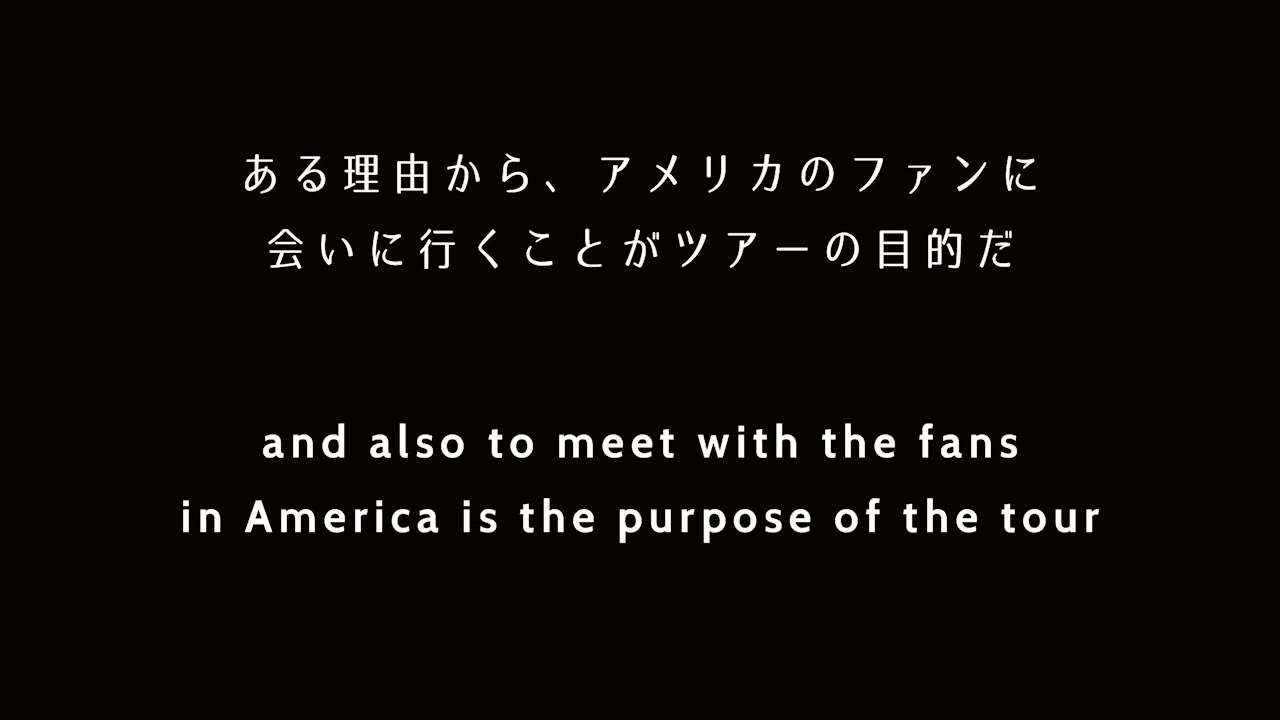 ある理由から、アメリカのファンに
会いに行くことがツアーの目的だ
and also to meet with the fans
in America is the purpose of the tour